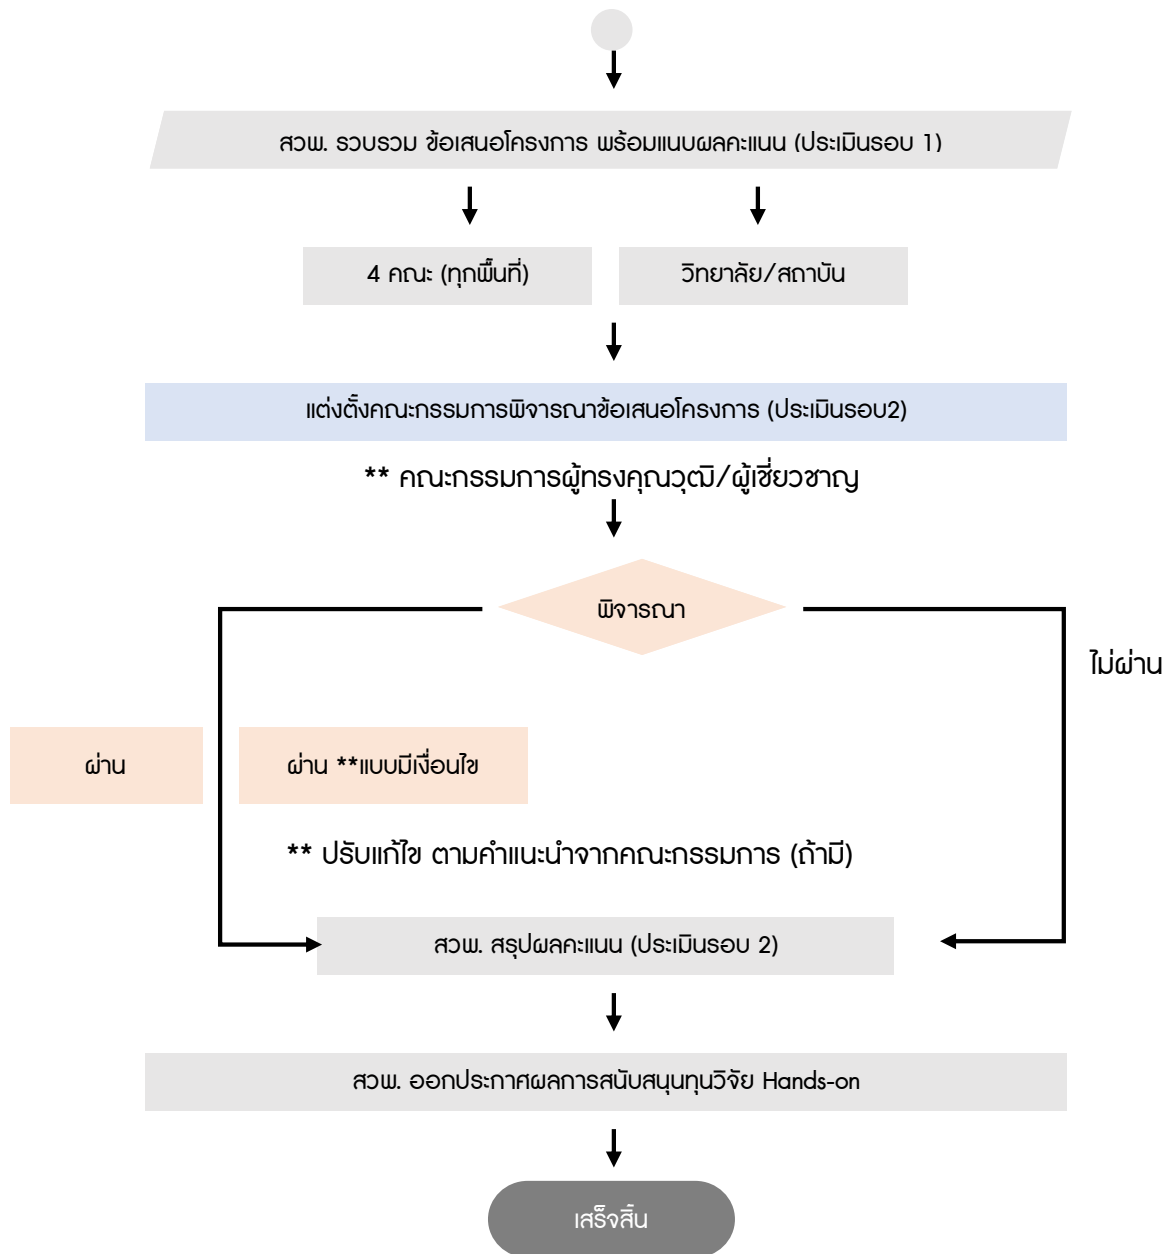 สวพ. รวบรวม ข้อเสนอโครงการ พร้อมแนบผลคะแนน (ประเมินรอบ 1)
4 คณะ (ทุกพื้นที่)
วิทยาลัย/สถาบัน
แต่งตั้งคณะกรรมการพิจารณาข้อเสนอโครงการ (ประเมินรอบ2)
** คณะกรรมการผู้ทรงคุณวุฒิ/ผู้เชี่ยวชาญ
พิจารณา
ไม่ผ่าน
ผ่าน
ผ่าน **แบบมีเงื่อนไข
** ปรับแก้ไข ตามคำแนะนำจากคณะกรรมการ (ถ้ามี)
สวพ. สรุปผลคะแนน (ประเมินรอบ 2)
สวพ. ออกประกาศผลการสนับสนุนทุนวิจัย Hands-on
เสร็จสิ้น